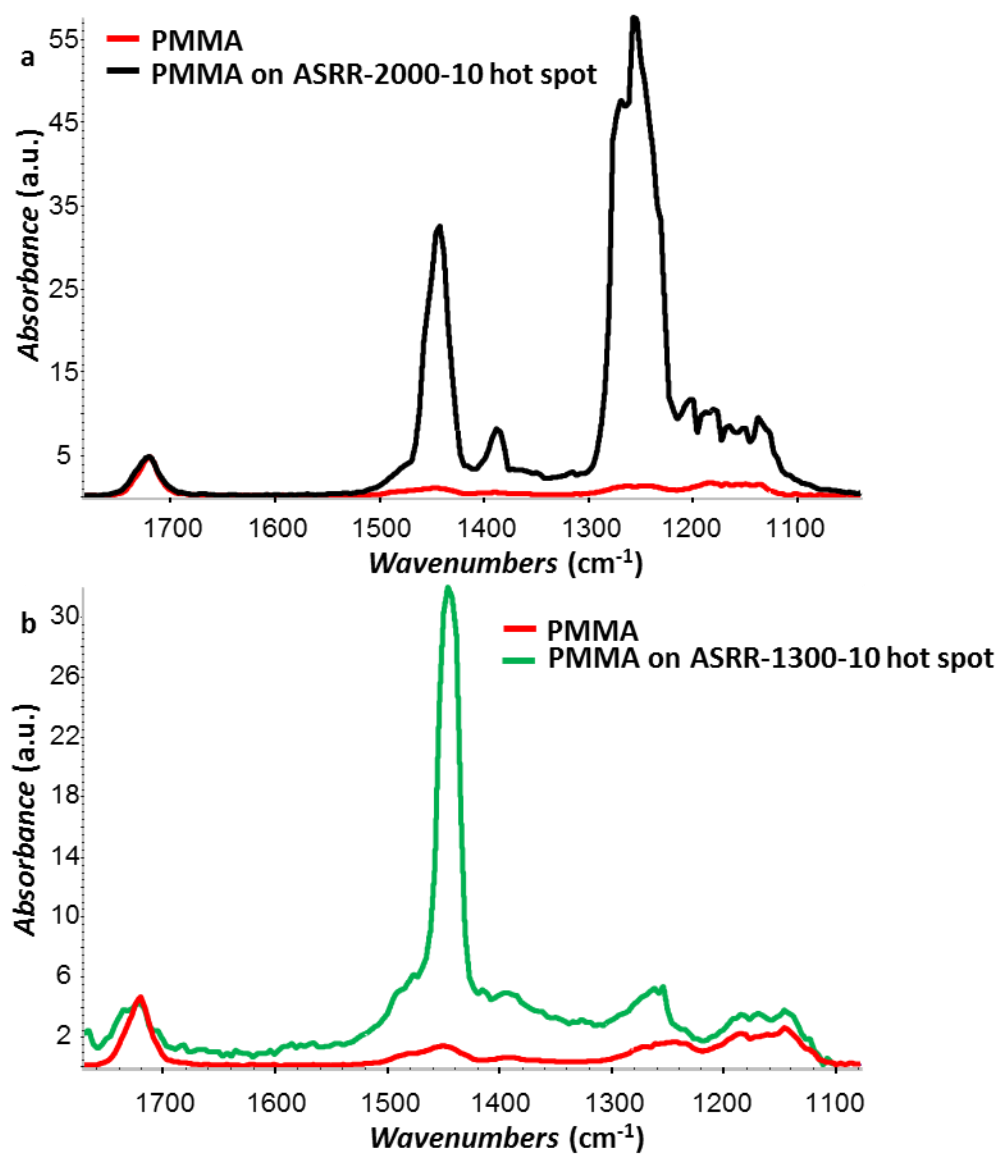 a
PMMA
PMMA on ASRR-2000-10 hot spot
Absorbance (a.u.)
55
45
35
25
15
5
1700 1600 1500 1400 1300 1200 1100
Wavenumbers (cm-1)
b
PMMA
PMMA on ASRR-1300-10 hot spot
Absorbance (a.u.)
30
26
22
18
14
10
6
2
1700 1600 1500 1400 1300 1200 1100
Wavenumbers (cm-1)